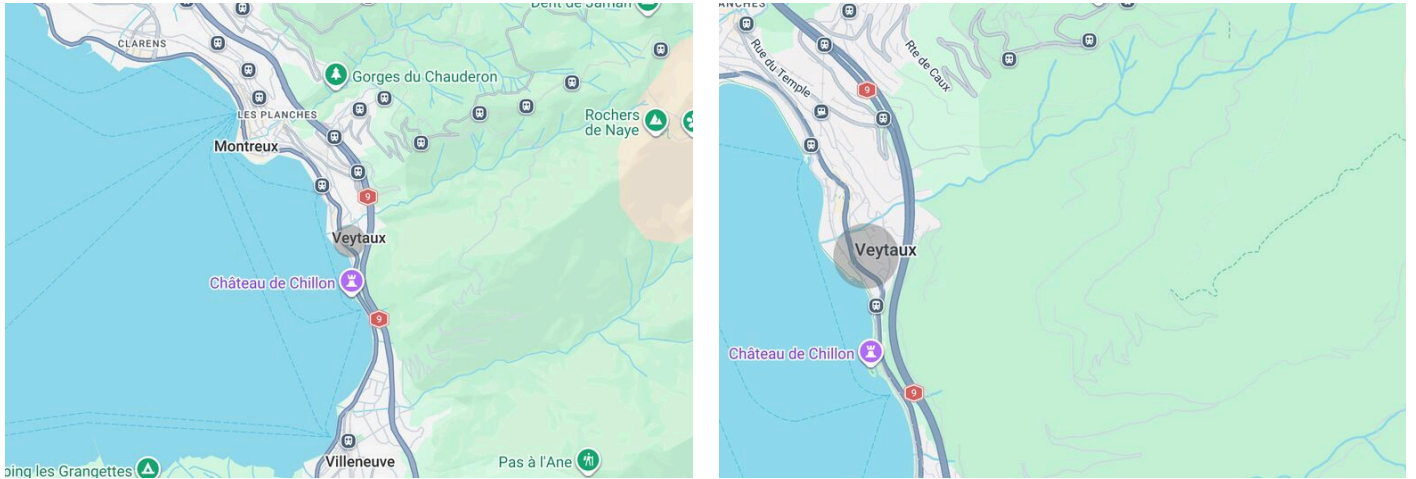 Dent de Jaman
CLARENS
Gorges du Chauderon
LES PLANCHES
Rochers
de Naye
Montreux
9
Veytaux
Château de Chillon
9
Villeneuve
Pas à l'Ane
ping les Grangettes
ANCHES
Rue du Temple
Rte de Caux
9
Veytaux
Château de Chillon
9